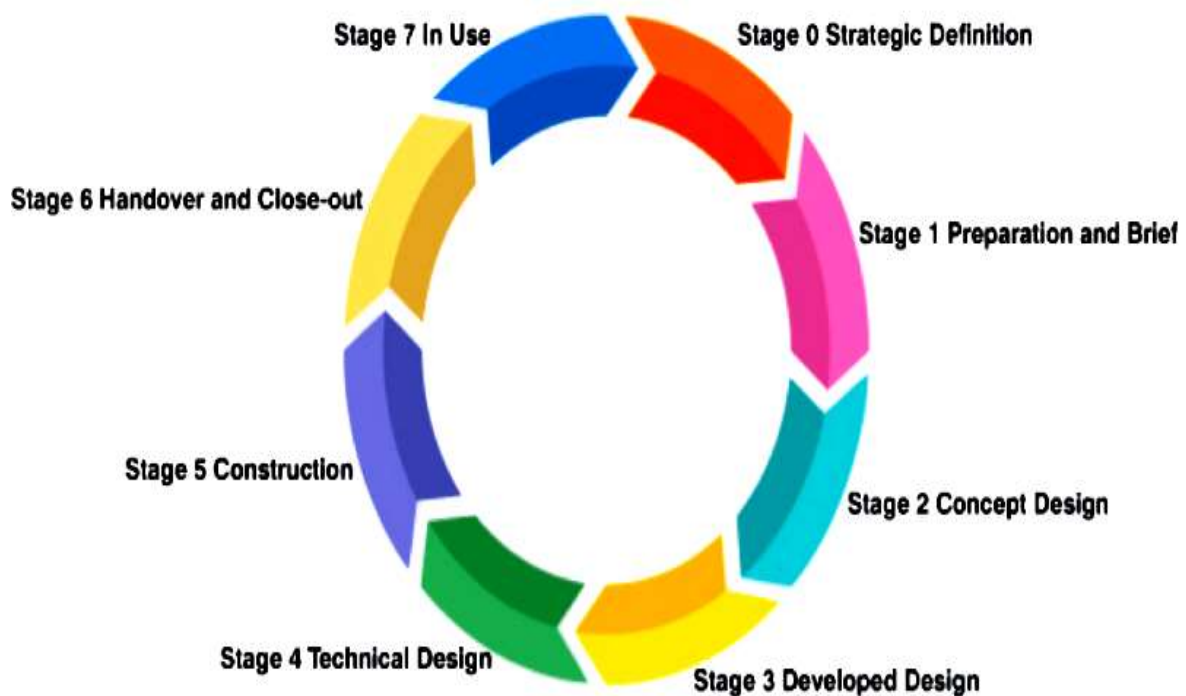 Stage 0 Strategic Definition
Stage 1 Preparation and Brief
Stage 2 Concept Design
Stage 3 Developed Design
Stage 4 Technical Design
Stage 5 Construction
Stage 6 Handover and Close-out
Stage 7 In Use